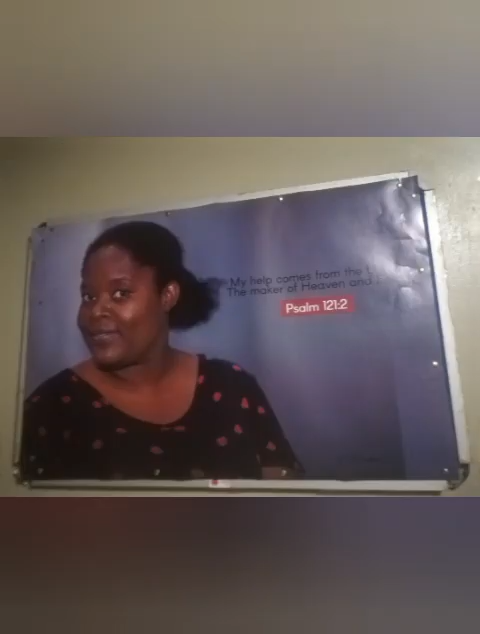 My help comes from the
The maker of Heaven and
Psalm 121:2